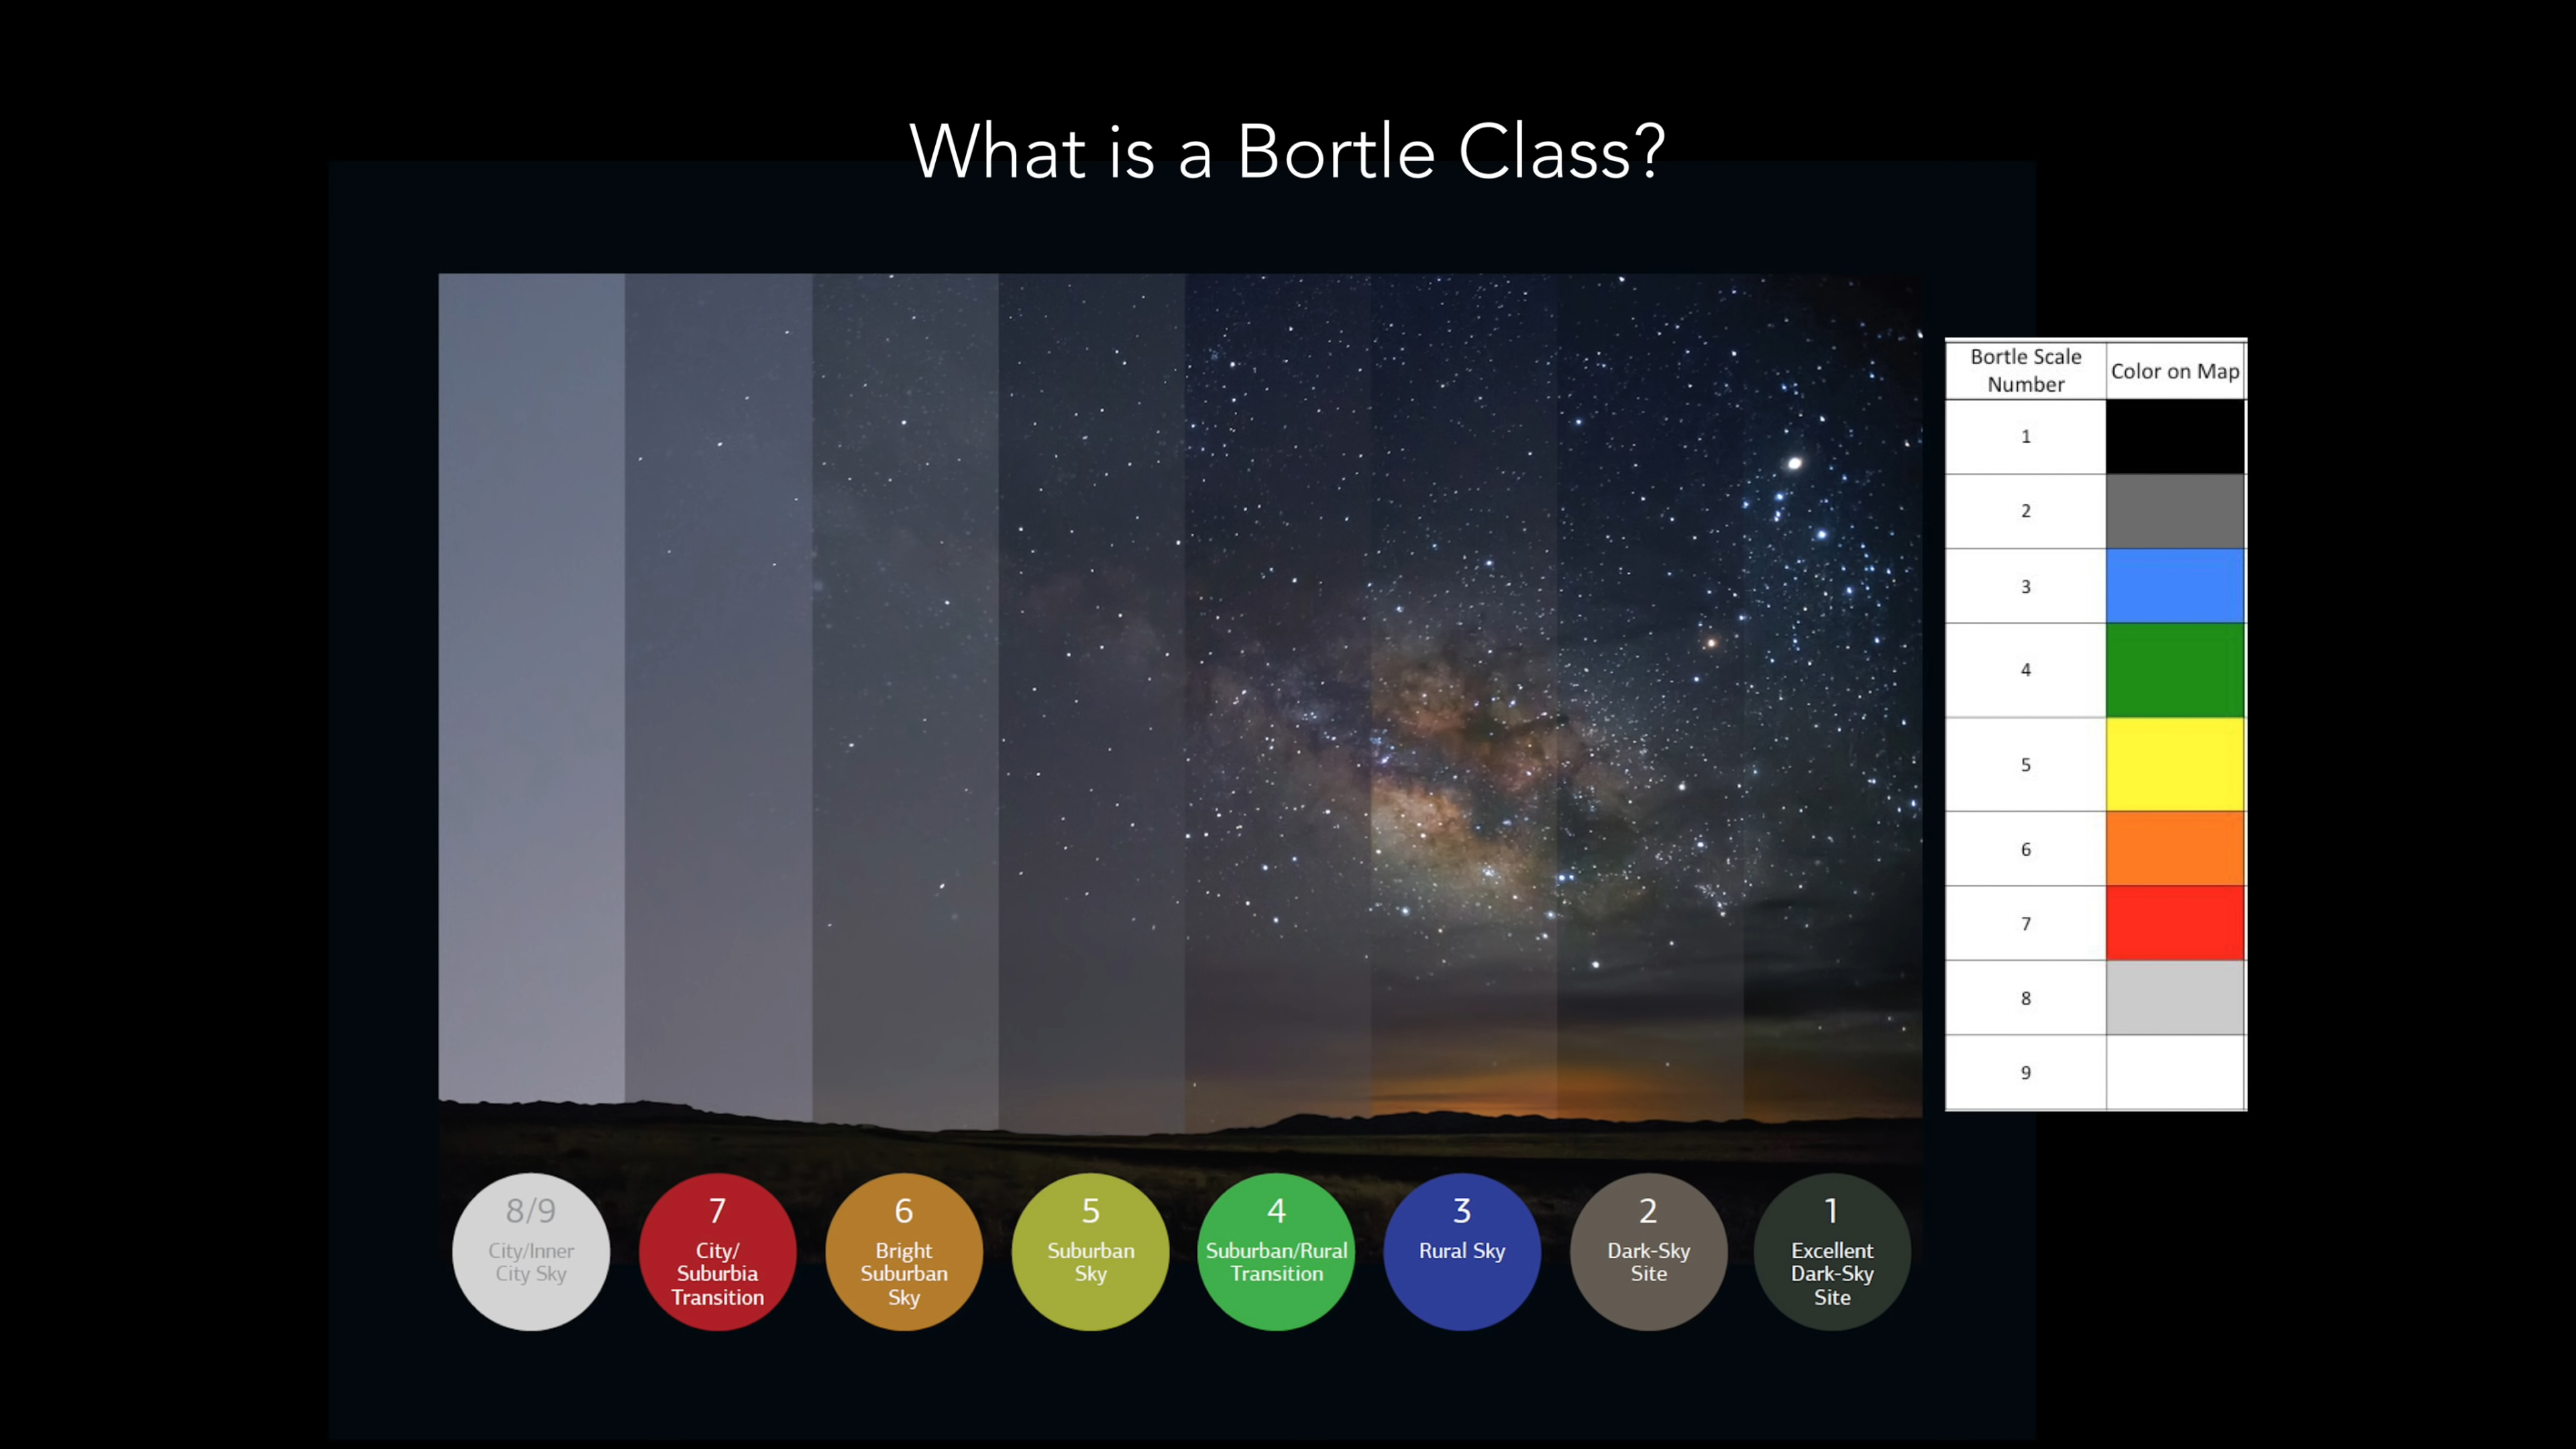 What is a Bortle Class?
Bortle Scale
Number
Color on Map
1
2
3
4
5
6
7
8
9
8/9
City/Inner
City Sky
7
City/
Suburbia
Transition
6
Bright
Suburban
Sky
5
Suburban
Sky
4
Suburban/Rural
Transition
3
Rural Sky
2
Dark-Sky
Site
1
Excellent
Dark-Sky
Site